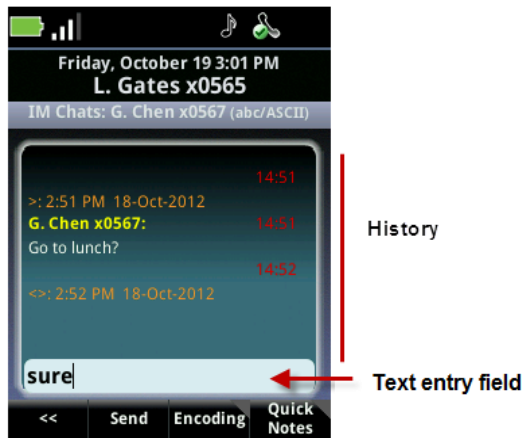 Friday, October 19 3:01 PM
L. Gates x0565
IM Chats: G. Chen x0567 (abc/ASCII)
14:51
>: 2:51 PM 18-Oct-2012
G. Chen x0567: 14:51
Go to lunch?
14:52
<>: 2:52 PM 18-Oct-2012
sure
<< Send Encoding Quick Notes
History
Text entry field